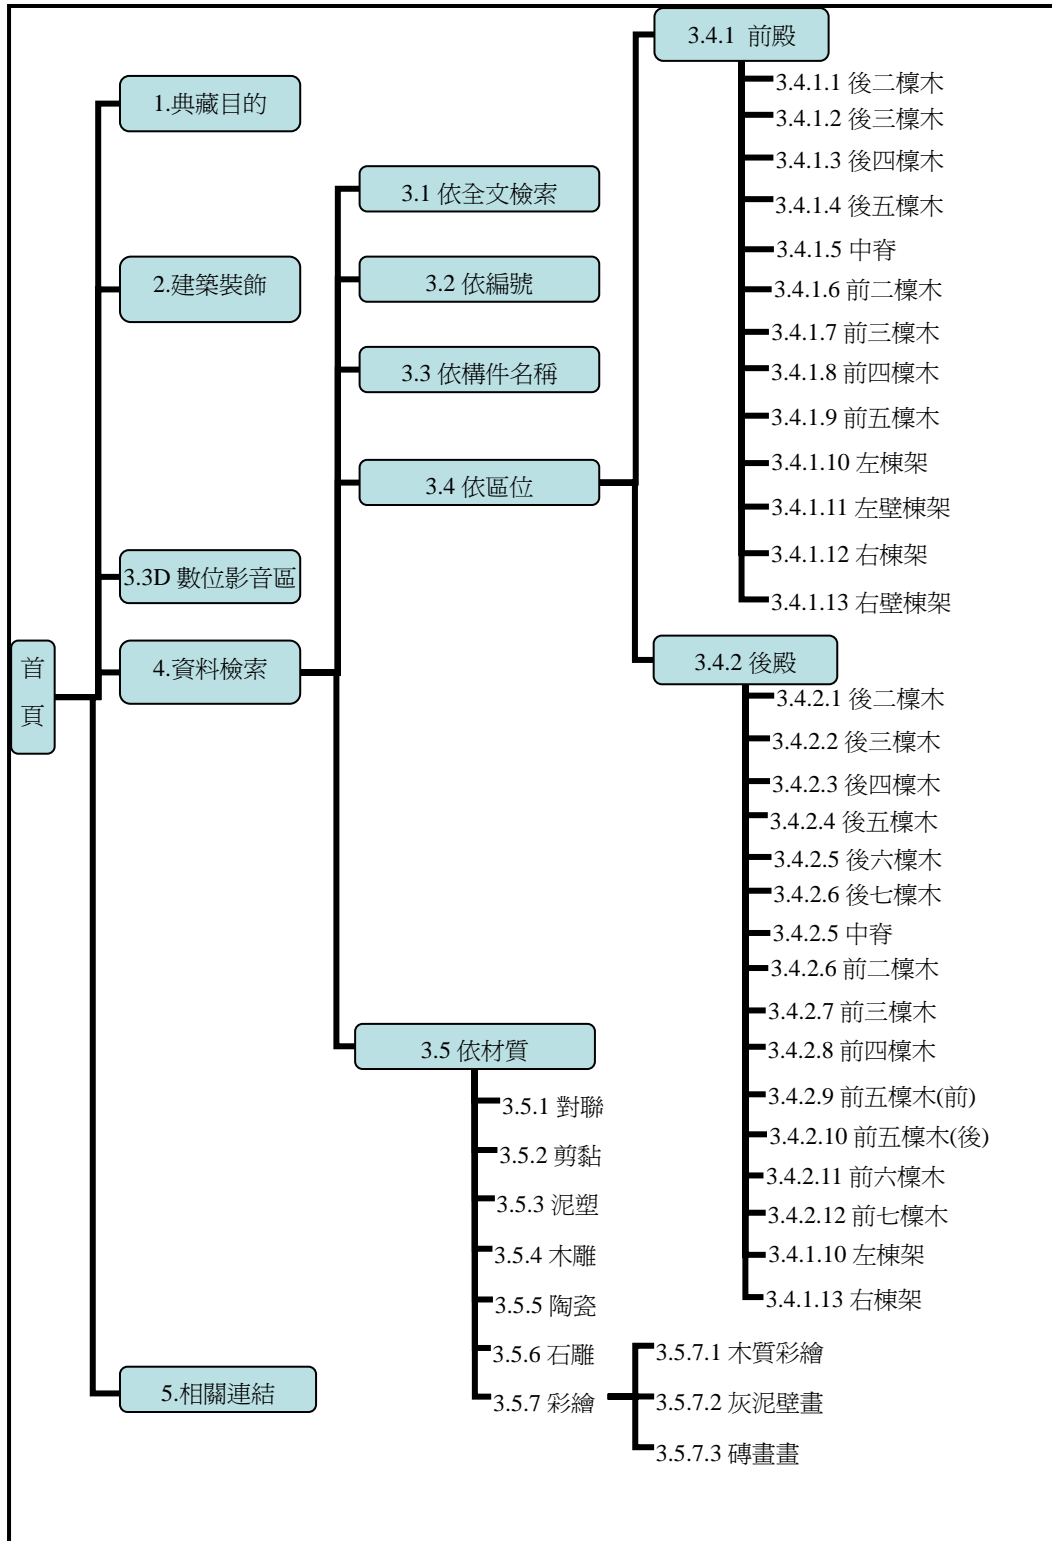 首
頁
1.典藏目的
2.建築裝飾
3.3D 數位影音區
4.資料檢索
5.相關連結
3.1 依全文檢索
3.2 依編號
3.3 依構件名稱
3.4 依區位
3.4.1 前殿
3.4.1.1 後二檁木
3.4.1.2 後三檁木
3.4.1.3 後四檁木
3.4.1.4 後五檁木
3.4.1.5 中脊
3.4.1.6 前二檁木
3.4.1.7 前三檁木
3.4.1.8 前四檁木
3.4.1.9 前五檁木
3.4.1.10 左棟架
3.4.1.11 左壁棟架
3.4.1.12 右棟架
3.4.1.13 右壁棟架
3.4.2 後殿
3.4.2.1 後二檁木
3.4.2.2 後三檁木
3.4.2.3 後四檁木
3.4.2.4 後五檁木
3.4.2.5 後六檁木
3.4.2.6 後七檁木
3.4.2.5 中脊
3.4.2.6 前二檁木
3.4.2.7 前三檁木
3.4.2.8 前四檁木
3.4.2.9 前五檁木(前)
3.4.2.10 前五檁木(後)
3.4.2.11 前六檁木
3.4.2.12 前七檁木
3.4.1.10 左棟架
3.4.1.13 右棟架
3.5 依材質
3.5.1 對聯
3.5.2 剪黏
3.5.3 泥塑
3.5.4 木雕
3.5.5 陶瓷
3.5.6 石雕
3.5.7 彩繪
3.5.7.1 木質彩繪
3.5.7.2 灰泥壁畫
3.5.7.3 磚畫畫